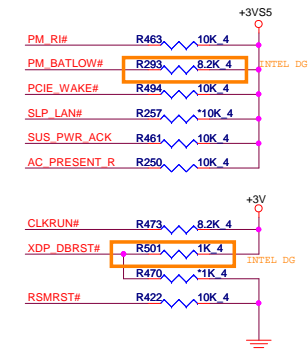 +3VS5
PM_RI# R463 10K_4
PM_BATLOW# R293 8.2K_4 INTEL DG
PCIE_WAKE# R494 10K_4
SLP_LAN# R257 *10K_4
SUS_PWR_ACK R461 10K_4
AC_PRESENT_R R250 10K_4
+3V
CLKRUN# R473 8.2K_4
XDP_DBRST# R501 1K_4
INTEL DG
R470 *1K_4
RSMRST# R422 10K_4